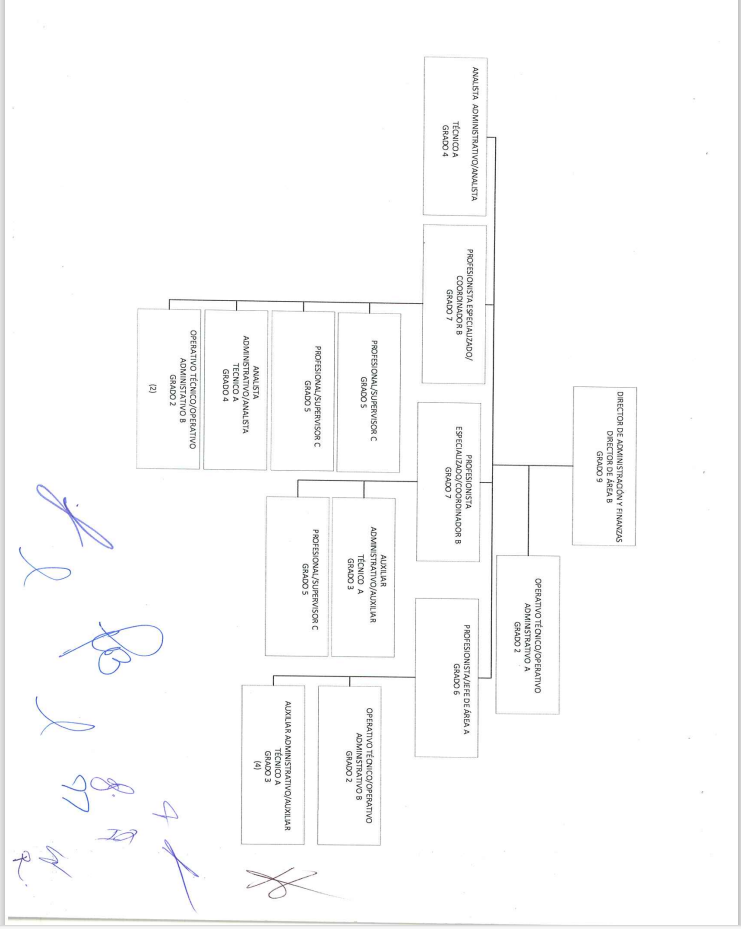 DIRECTOR DE ADMINISTRACIÓN Y FINANZAS
DIRECTOR DE ÁREA B
GRADO 9
OPERATIVO TÉCNICO/OPERATIVO
ADMINISTRATIVO A
GRADO 2
ANALISTA ADMINISTRATIVO/ANALISTA
TÉCNICO A
GRADO 4
PROFESIONISTA ESPECIALIZADO/
COORDINADOR B
GRADO 7
PROFESIONISTA
ESPECIALIZADO/COORDINADOR B
GRADO 7
PROFESIONISTA/JEFE DE ÁREA A
GRADO 6
PROFESIONAL/SUPERVISOR C
GRADO 5
PROFESIONAL/SUPERVISOR C
GRADO 5
ANALISTA
ADMINISTRATIVO/ANALISTA
TECNICO A
GRADO 4
OPERATIVO TÉCNICO/OPERATIVO
ADMINISTATIVO B
GRADO 2
(2)
AUXILIAR
ADMINISTRATIVO/AUXILIAR
TÉCNICO A
GRADO 3
PROFESIONAL/SUPERVISOR C
GRADO 5
OPERATIVO TÉCNICO/OPERATIVO
ADMINISTRATIVO B
GRADO 2
AUXILIAR ADMINISTRATIVO/AUXILIAR
TÉCNICO A
GRADO 3
(4)